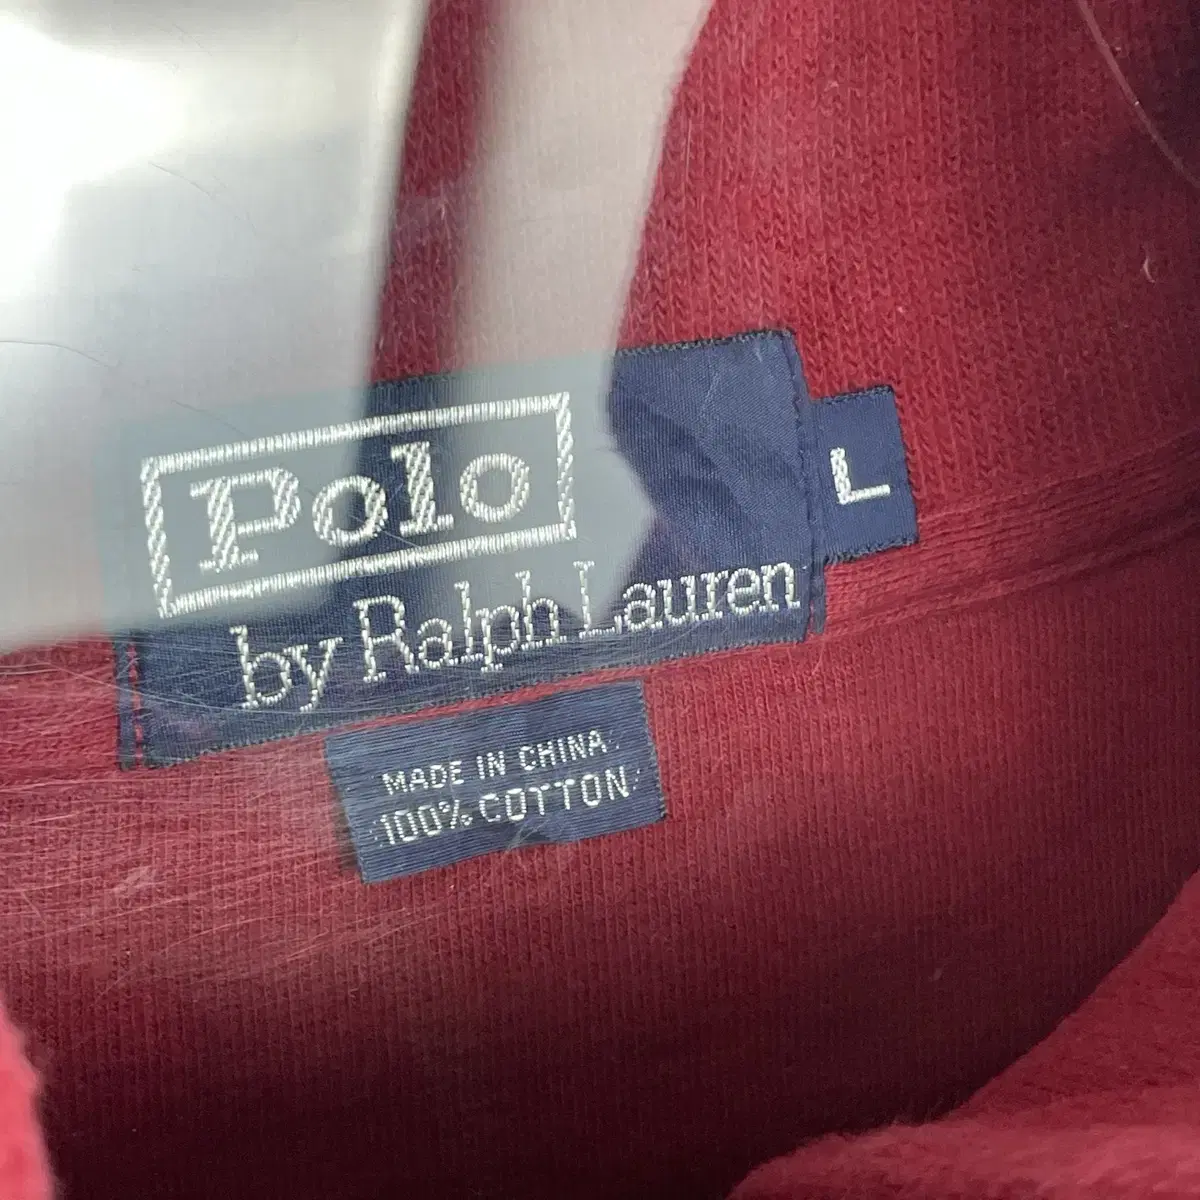 Polo
by Ralph Lauren
L
MADE IN CHINA
100% COTTON